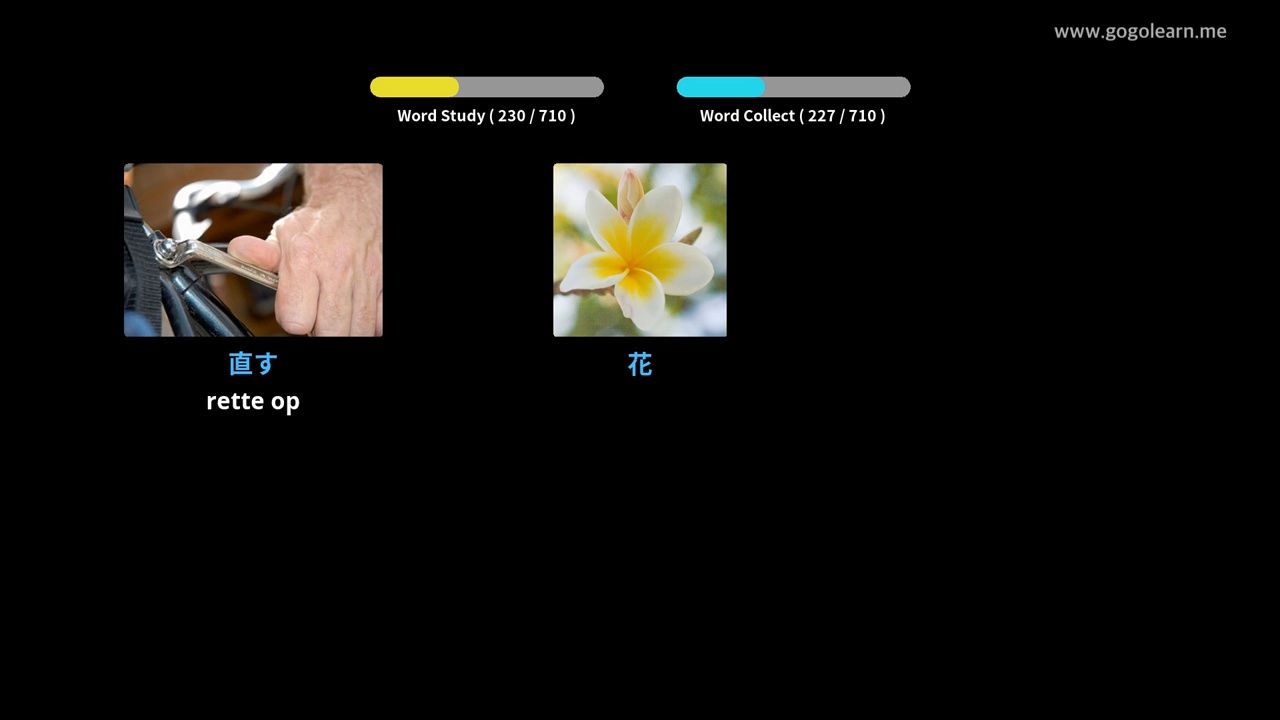 www.gogolearn.me
Word Study ( 230 / 710 )
Word Collect ( 227 / 710 )
直す
花
rette op